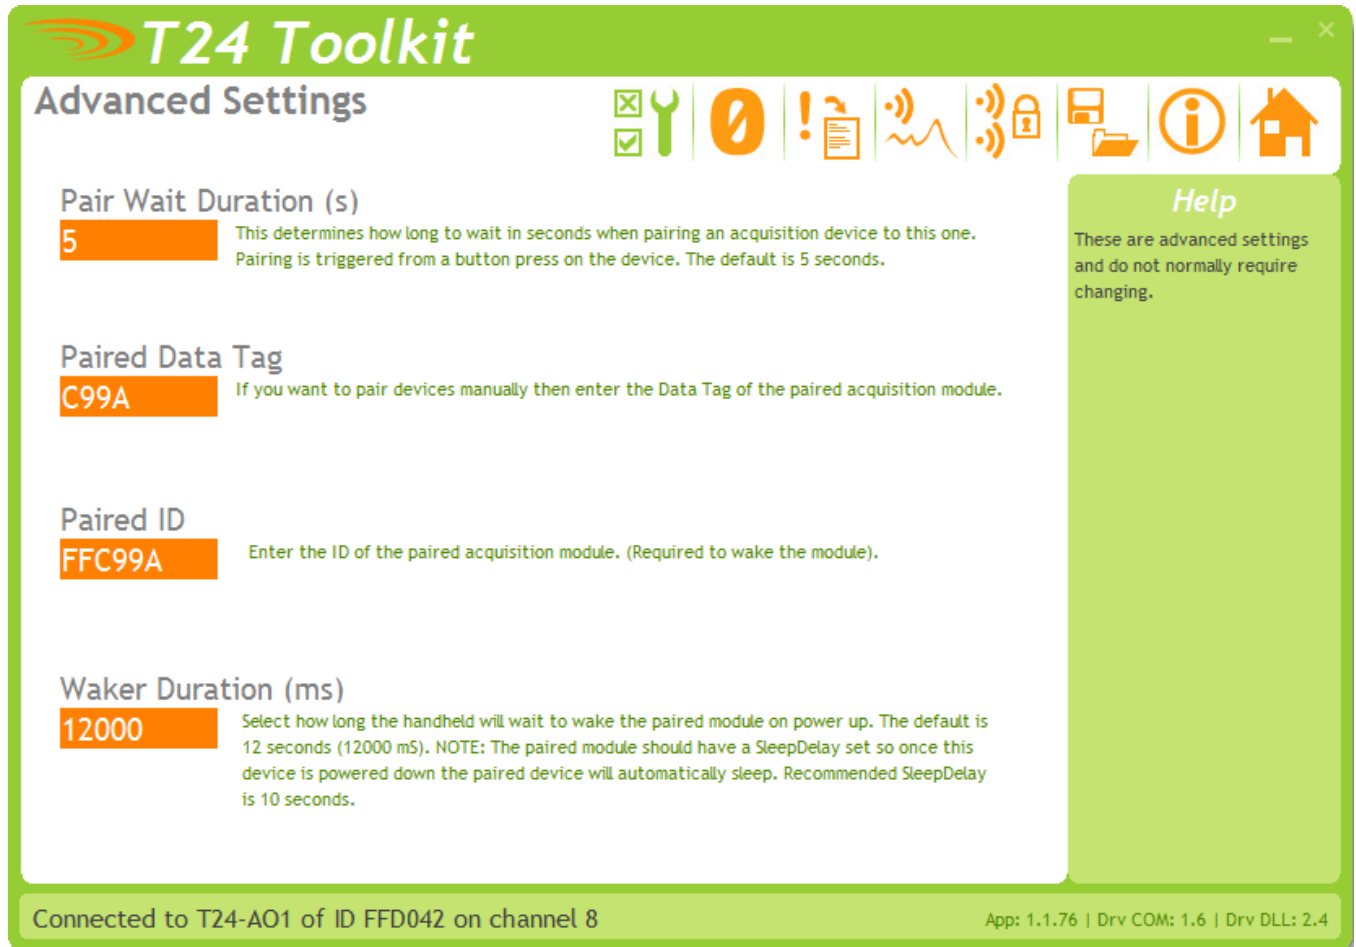 T24 Toolkit
Advanced Settings
Pair Wait Duration (s)
5
This determines how long to wait in seconds when pairing an acquisition device to this one.
Pairing is triggered from a button press on the device. The default is 5 seconds.
Paired Data Tag
C99A
If you want to pair devices manually then enter the Data Tag of the paired acquisition module.
Paired ID
FFC99A
Enter the ID of the paired acquisition module. (Required to wake the module).
Waker Duration (ms)
12000
Select how long the handheld will wait to wake the paired module on power up. The default is
12 seconds (12000 mS). NOTE: The paired module should have a SleepDelay set so once this
device is powered down the paired device will automatically sleep. Recommended SleepDelay
is 10 seconds.
Help
These are advanced settings
and do not normally require
changing.
Connected to T24-AO1 of ID FFD042 on channel 8
App: 1.1.76 | Drv COM: 1.6 | Drv DLL: 2.4